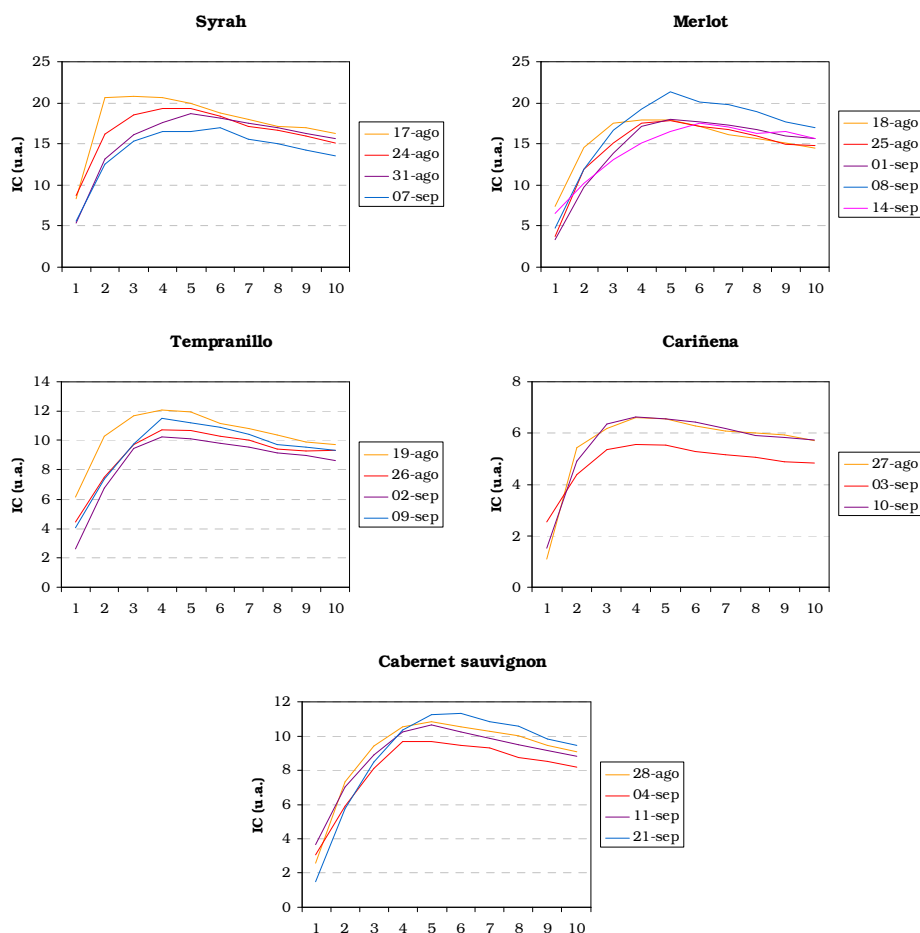 Syrah
25
20
15
10
5
0
IC (u.a.)
1 2 3 4 5 6 7 8 9 10
17-ago
24-ago
31-ago
07-sep
Merlot
25
20
15
10
5
0
IC (u.a.)
1 2 3 4 5 6 7 8 9 10
18-ago
25-ago
01-sep
08-sep
14-sep
Tempranillo
14
12
10
8
6
4
2
0
IC (u.a.)
1 2 3 4 5 6 7 8 9 10
19-ago
26-ago
02-sep
09-sep
Cariñena
8
6
4
2
0
IC (u.a.)
1 2 3 4 5 6 7 8 9 10
27-ago
03-sep
10-sep
Cabernet sauvignon
12
10
8
6
4
2
0
IC (u.a.)
1 2 3 4 5 6 7 8 9 10
28-ago
04-sep
11-sep
21-sep